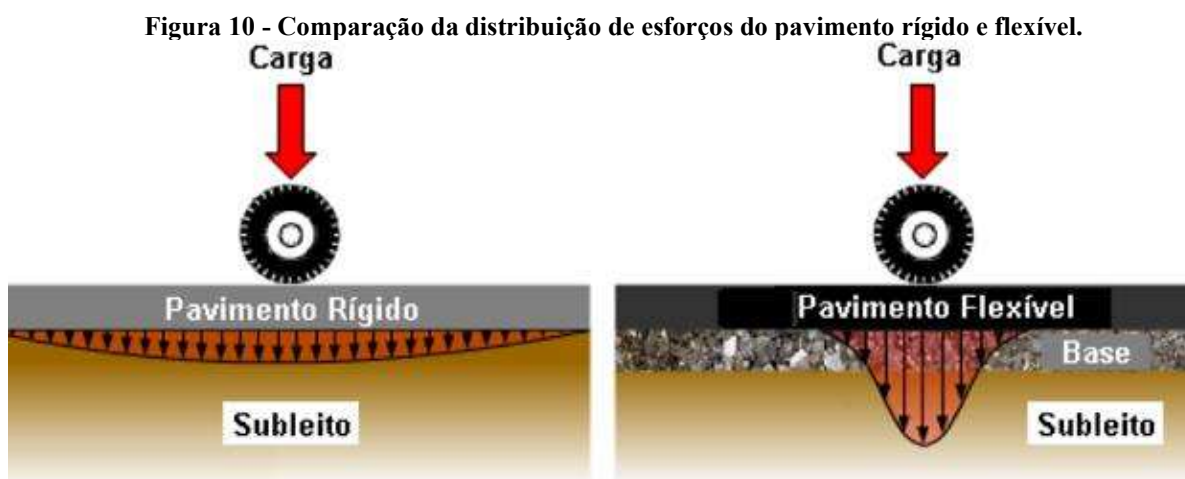 Figura 10 - Comparação da distribuição de esforços do pavimento rígido e flexível.
Carga
Pavimento Rígido
Subleito
Carga
Pavimento Flexível
Base
Subleito